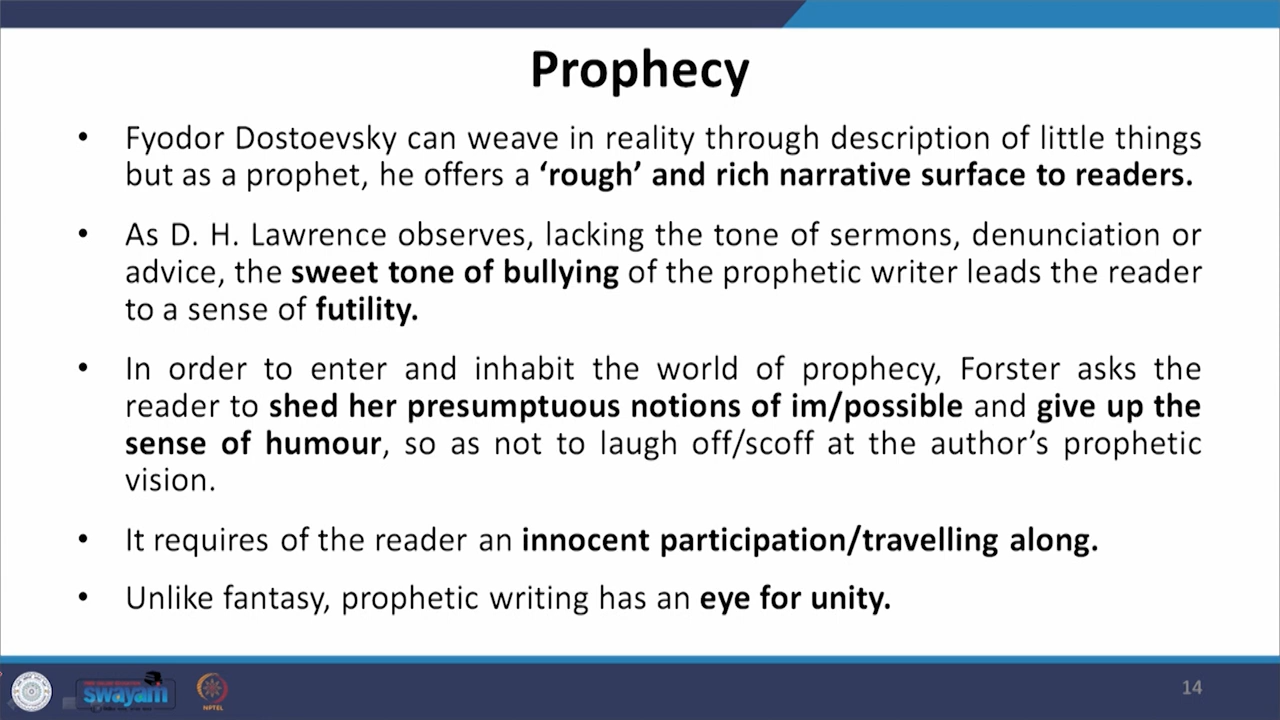 Prophecy
• Fyodor Dostoevsky can weave in reality through description of little things
but as a prophet, he offers a ‘rough’ and rich narrative surface to readers.
• As D. H. Lawrence observes, lacking the tone of sermons, denunciation or
advice, the sweet tone of bullying of the prophetic writer leads the reader
to a sense of futility.
• In order to enter and inhabit the world of prophecy, Forster asks the
reader to shed her presumptuous notions of im/possible and give up the
sense of humour, so as not to laugh off/scoff at the author’s prophetic
vision.
• It requires of the reader an innocent participation/travelling along.
• Unlike fantasy, prophetic writing has an eye for unity.
swayam
NPTEL
14